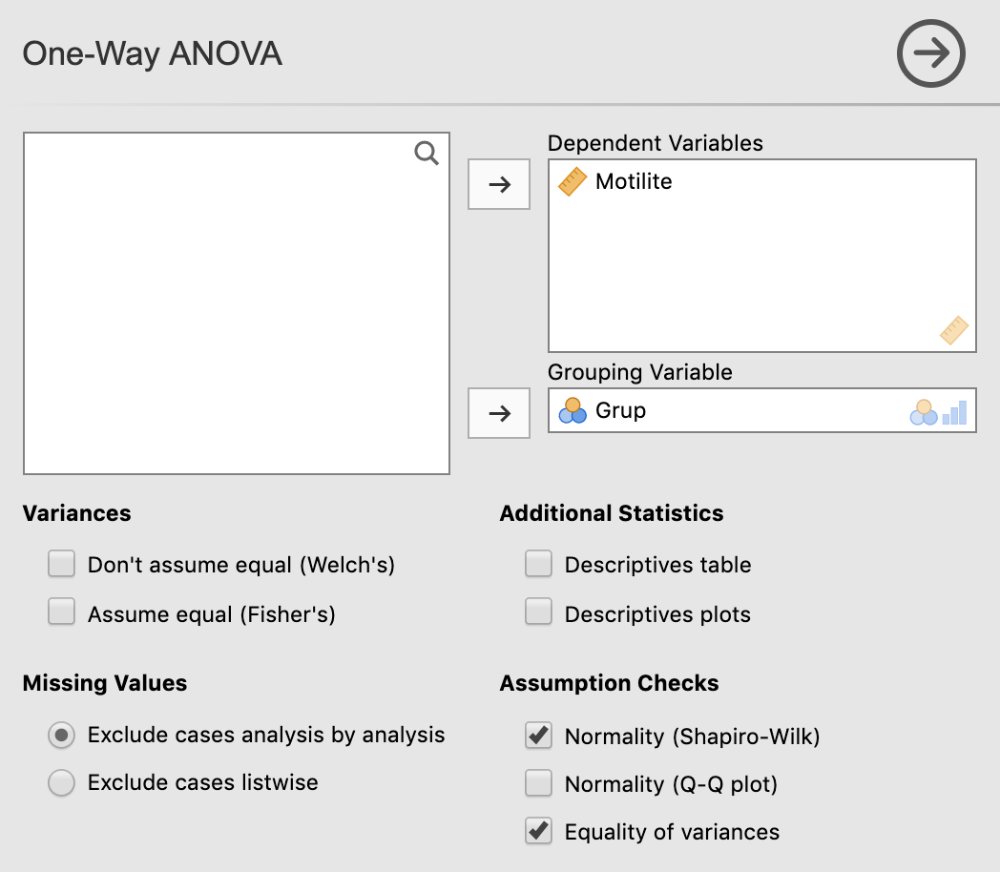 One-Way ANOVA
Dependent Variables
Motilite
Grouping Variable
Grup
Variances
Don't assume equal (Welch's)
Assume equal (Fisher's)
Additional Statistics
Descriptives table
Descriptives plots
Missing Values
Exclude cases analysis by analysis
Exclude cases listwise
Assumption Checks
Normality (Shapiro-Wilk)
Normality (Q-Q plot)
Equality of variances